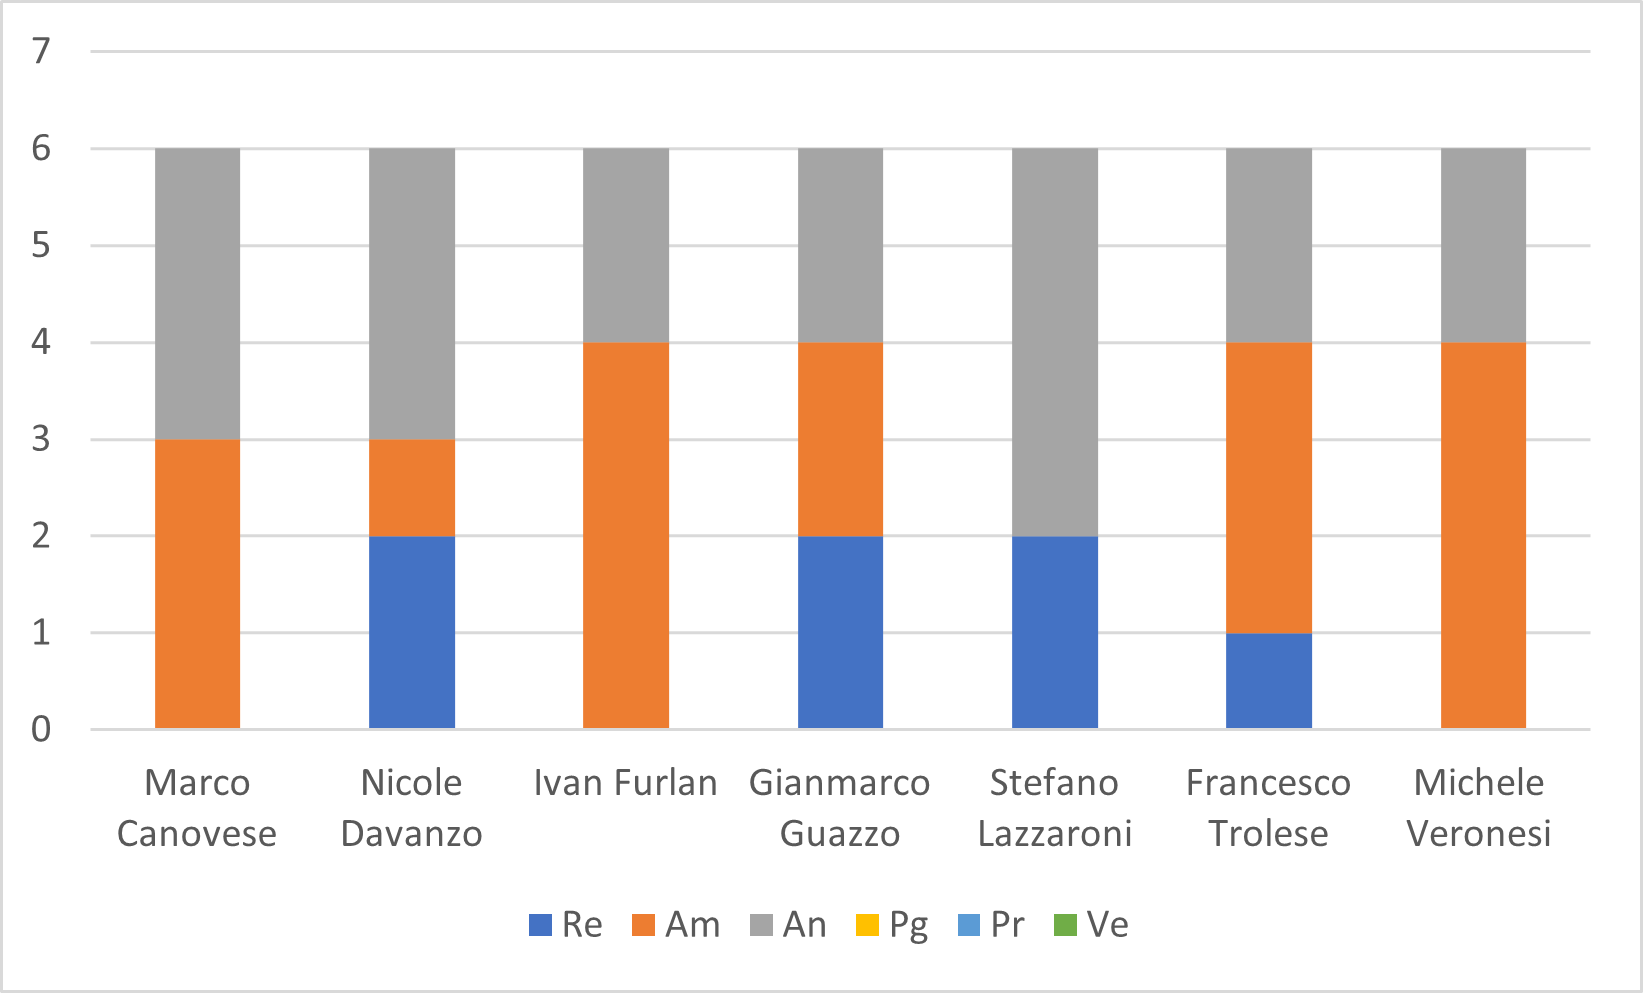 7
6
5
4
3
2
1
0
Marco Canovese
Nicole Davanzo
Ivan Furlan
Gianmarco Guazzo
Stefano Lazzaroni
Francesco Trolese
Michele Veronesi
Re Am An Pg Pr Ve